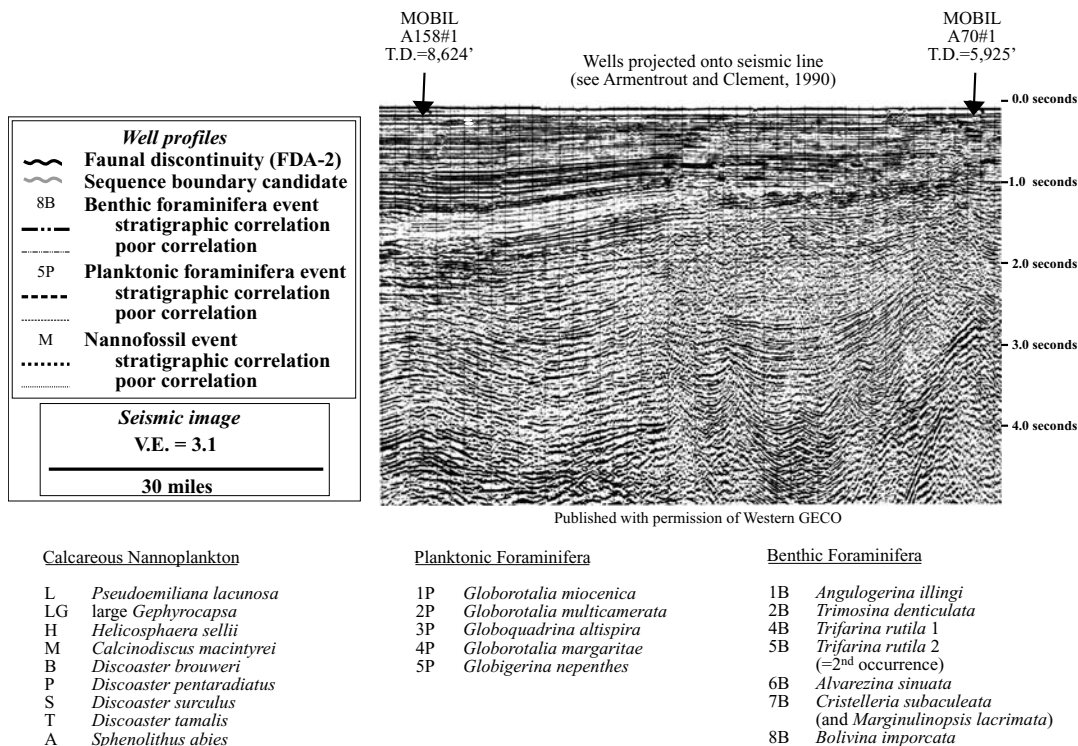 MOBIL
A158#1
T.D.=8,624’
MOBIL
A70#1
T.D.=5,925’
Wells projected onto seismic line
(see Armentrout and Clement, 1990)
0.0 seconds
1.0 seconds
2.0 seconds
3.0 seconds
4.0 seconds
Well profiles
Faunal discontinuity (FDA-2)
Sequence boundary candidate
8B Benthic foraminifera event
stratigraphic correlation
poor correlation
5P Planktonic foraminifera event
stratigraphic correlation
poor correlation
M Nannofossil event
stratigraphic correlation
poor correlation
Seismic image
V.E. = 3.1
30 miles
Published with permission of Western GECO
Calcareous Nannoplankton
L Pseudoemiliana lacunosa
LG large Gephyrocapsa
H Helicosphaera sellii
M Calcinodiscus macintyrei
B Discoaster brouweri
P Discoaster pentaradiatus
S Discoaster surculus
T Discoaster tamalis
A Sphenolithus abies
Planktonic Foraminifera
1P Globorotalia miocenica
2P Globorotalia multicamerata
3P Globoquadrina altispira
4P Globorotalia margaritae
5P Globigerina nepenthes
Benthic Foraminifera
1B Angulogerina illingi
2B Trimosina denticulata
4B Trifarina rutila 1
5B Trifarina rutila 2
(=2nd occurrence)
6B Alvarezina sinuata
7B Cristelleria subaculeata
(and Marginulinopsis lacrimata)
8B Bolivina imporcata